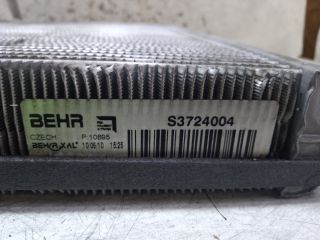 BEHR S3724004
CZECH P.10895
BEHR XAL 10.06.10 15:25